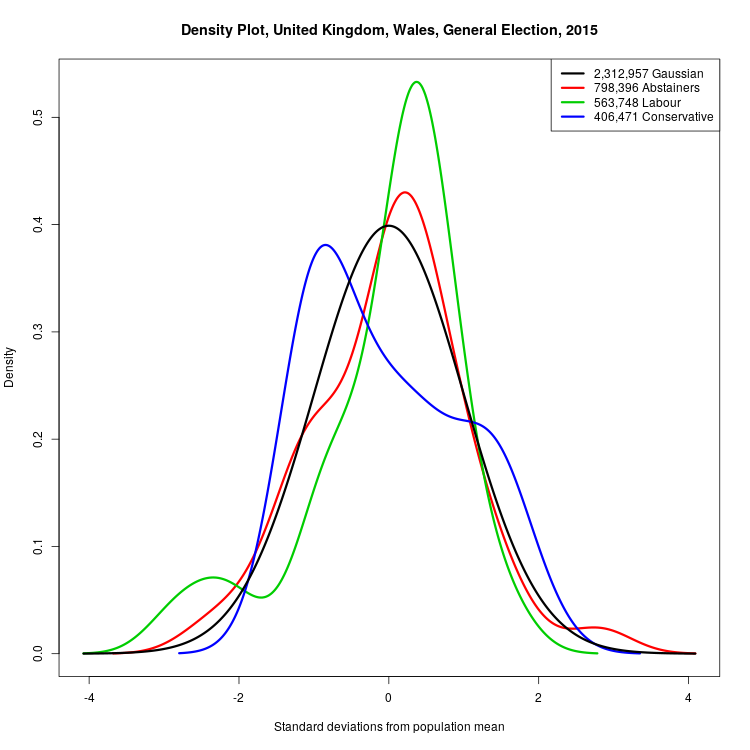 Density Plot, United Kingdom, Wales, General Election, 2015
2,312,957 Gaussian
798,396 Abstainers
563,748 Labour
406,471 Conservative
Density
0.5
0.4
0.3
0.2
0.1
0.0
-4 -2 0 2 4
Standard deviations from population mean